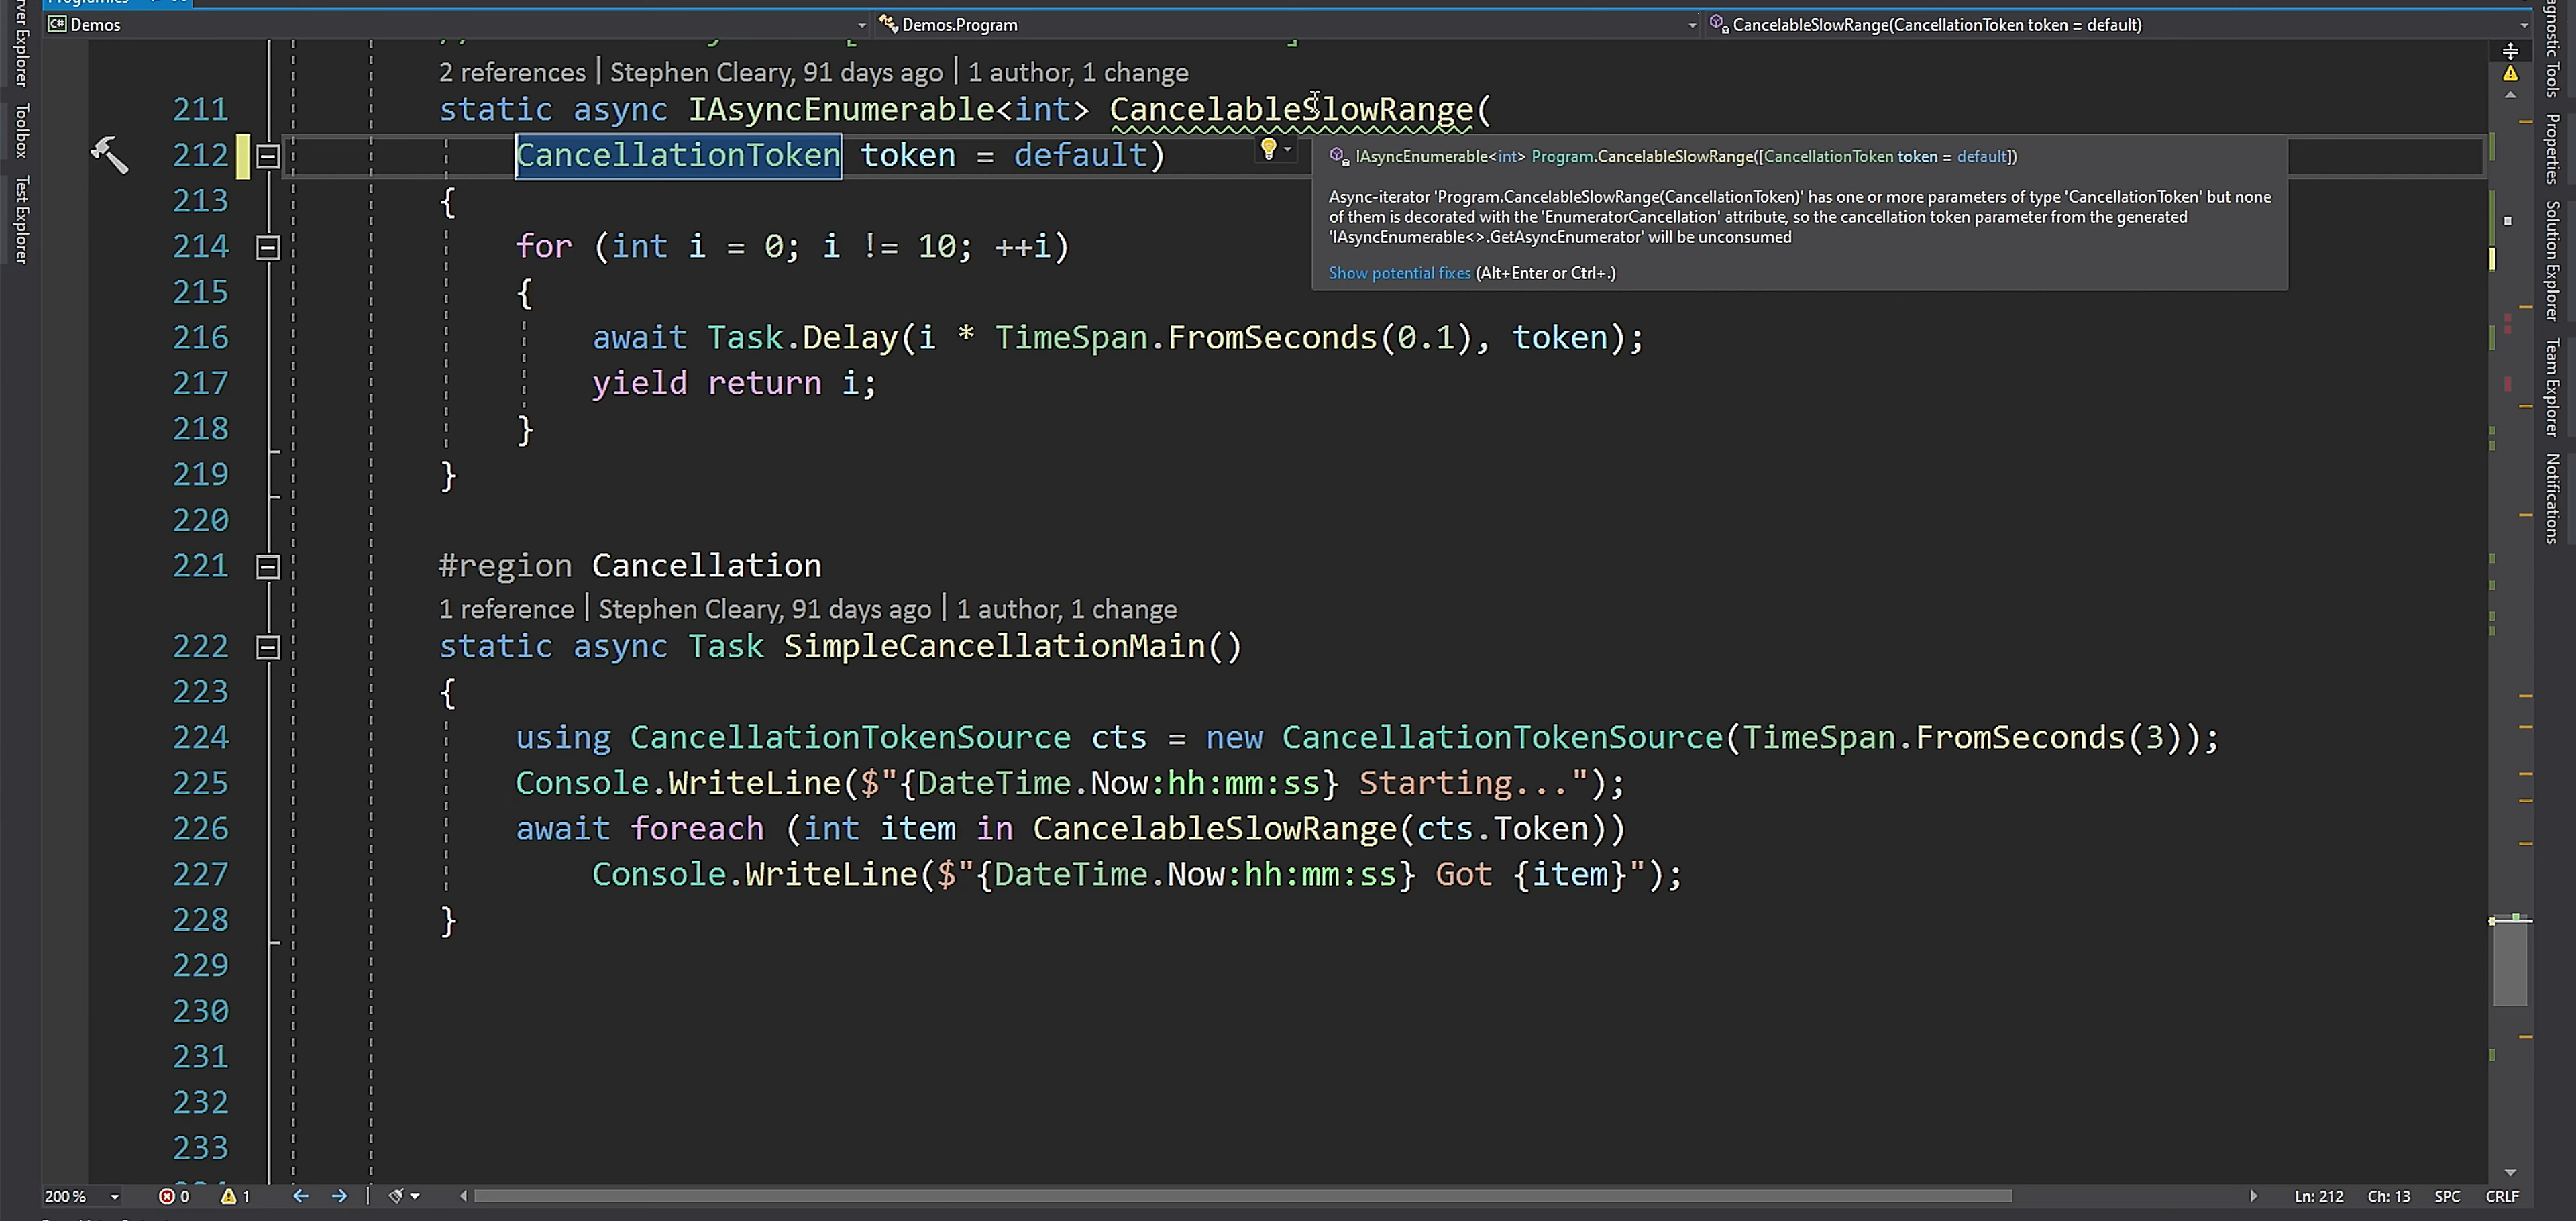 C# Demos
Demos.Program
CancelableSlowRange(CancellationToken token = default)
2 references | Stephen Cleary, 91 days ago | 1 author, 1 change
211 static async IAsyncEnumerable<int> CancelableSlowRange(
212 CancellationToken token = default)
IAsyncEnumerable<int> Program.CancelableSlowRange([CancellationToken token = default])
Async-iterator 'Program.CancelableSlowRange(CancellationToken)' has one or more parameters of type 'CancellationToken' but none
of them is decorated with the 'EnumeratorCancellation' attribute, so the cancellation token parameter from the generated
'IAsyncEnumerable<>.GetAsyncEnumerator' will be unconsumed
Show potential fixes (Alt+Enter or Ctrl+.)
213 {
214 for (int i = 0; i != 10; ++i)
215 {
216 await Task.Delay(i * TimeSpan.FromSeconds(0.1), token);
217 yield return i;
218 }
219 }
220
221 #region Cancellation
1 reference | Stephen Cleary, 91 days ago | 1 author, 1 change
222 static async Task SimpleCancellationMain()
223 {
224 using CancellationTokenSource cts = new CancellationTokenSource(TimeSpan.FromSeconds(3));
225 Console.WriteLine($"{DateTime.Now:hh:mm:ss} Starting...");
226 await foreach (int item in CancelableSlowRange(cts.Token))
227 Console.WriteLine($"{DateTime.Now:hh:mm:ss} Got {item}");
228 }
229
230
231
232
233
200 %
0
1
Ln: 212 Ch: 13 SPC CRLF
Toolbox
Test Explorer
Properties
Solution Explorer
Team Explorer
Notifications